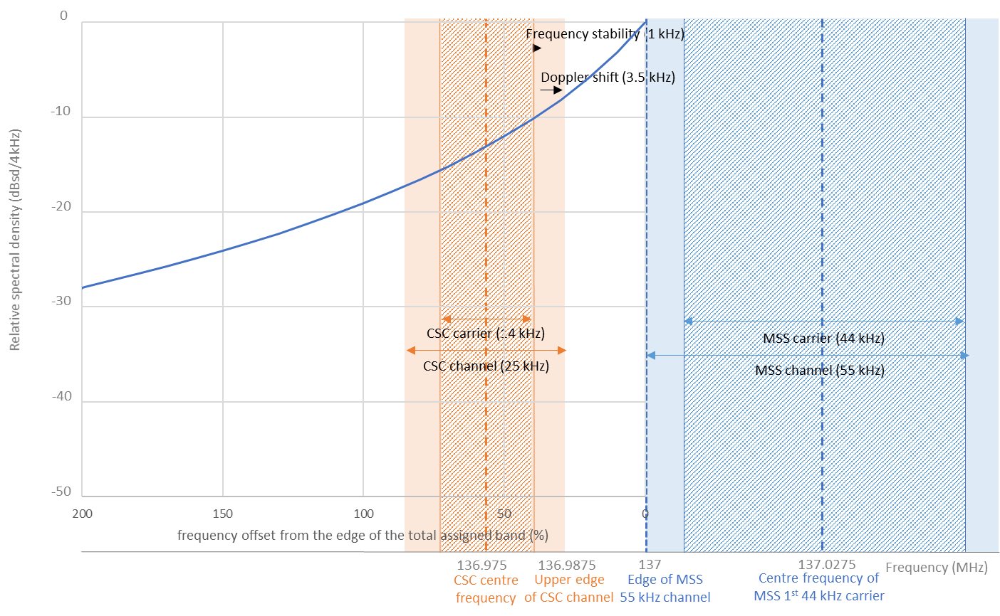 0
Frequency stability (1 kHz)
Doppler shift (3.5 kHz)
-10
-20
-30
-40
-50
Relative spectral density (dBsd/4kHz)
CSC carrier (14 kHz)
CSC channel (25 kHz)
MSS carrier (44 kHz)
MSS channel (55 kHz)
200 150 100 50 0
frequency offset from the edge of the total assigned band (%)
136.975 136.9875 137 137.0275 Frequency (MHz)
CSC centre Upper edge Edge of MSS Centre frequency of
frequency of CSC channel 55 kHz channel MSS 1st 44 kHz carrier